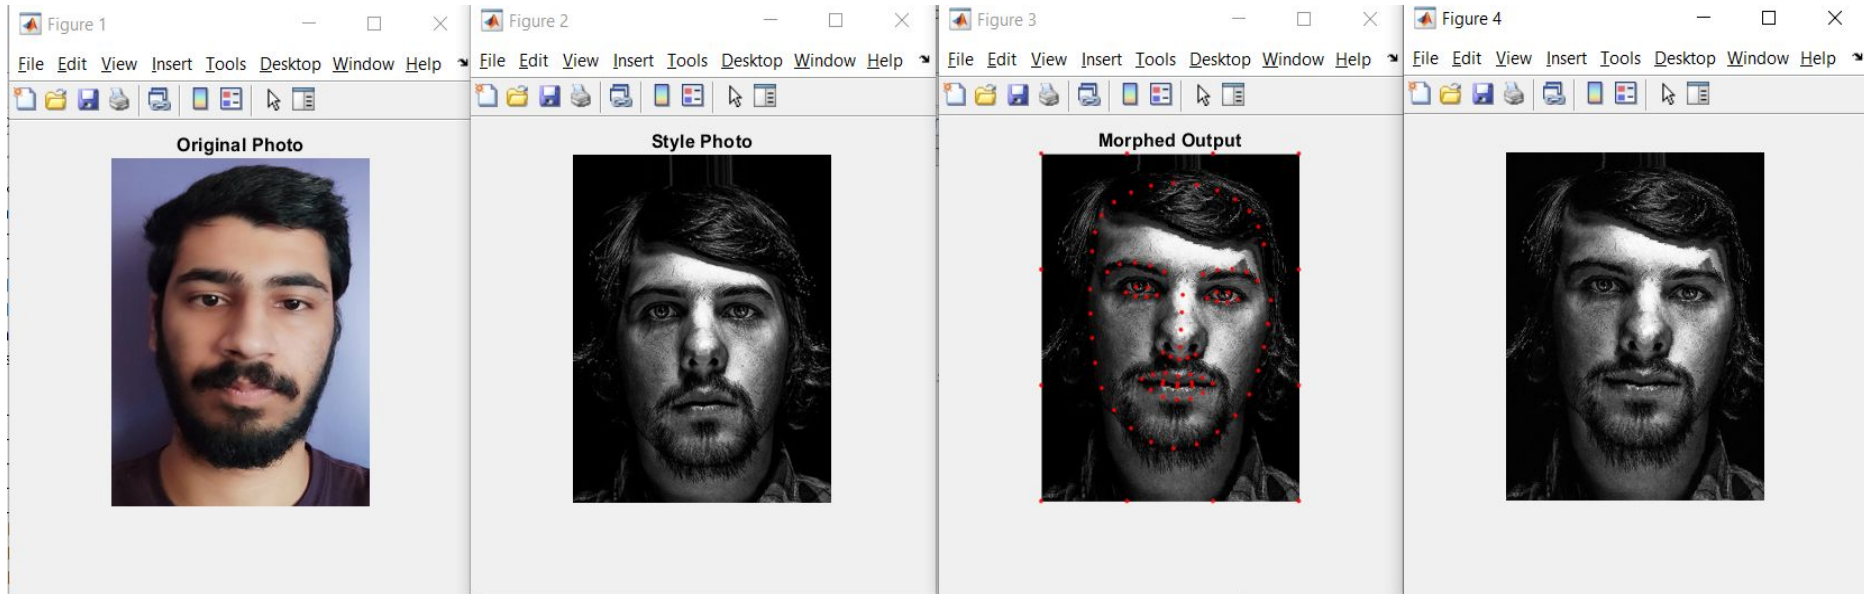 Figure 1
File Edit View Insert Tools Desktop Window Help
Original Photo
Figure 2
File Edit View Insert Tools Desktop Window Help
Style Photo
Figure 3
File Edit View Insert Tools Desktop Window Help
Morphed Output
Figure 4
File Edit View Insert Tools Desktop Window Help